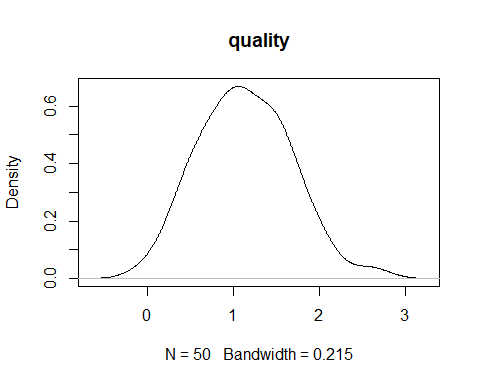 quality
Density
0.0 0.2 0.4 0.6
0 1 2 3
N = 50 Bandwidth = 0.215